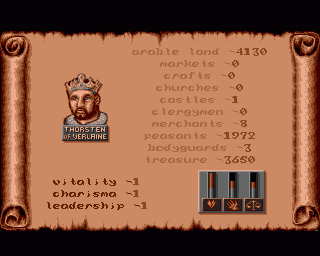 arable land ~4130
markets ~0
crafts ~0
churches ~0
castles ~1
clergymen ~0
merchants ~8
peasants ~1972
bodyguards ~3
treasure ~3650
THORSTEN
OF VERLAINE
vitality ~1
charisma ~1
leadership ~1